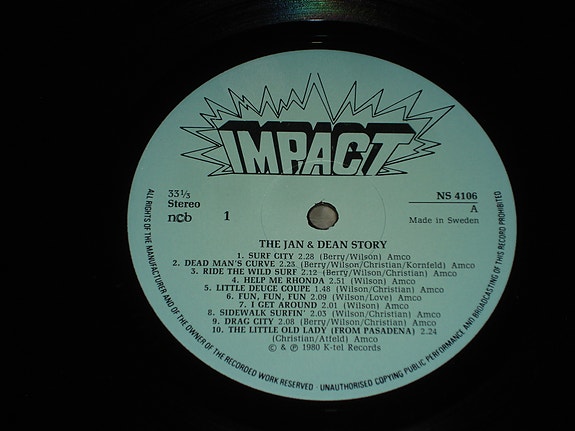 IMPACT
33 1/3
Stereo
ncb
1
NS 4106
A
Made in Sweden
THE JAN & DEAN STORY
1. SURF CITY 2.28 (Berry/Wilson) Amco
2. DEAD MAN'S CURVE 2.23 (Berry/Wilson/Christian/Kornfeld) Amco
3. RIDE THE WILD SURF 2.12 (Berry/Wilson/Christian) Amco
4. HELP ME RHONDA 2.51 (Wilson) Amco
5. LITTLE DEUCE COUPE 1.48 (Wilson/Christian) Amco
6. FUN, FUN, FUN 2.09 (Wilson/Love) Amco
7. I GET AROUND 2.01 (Wilson) Amco
8. SIDEWALK SURFIN' 2.03 (Wilson/Christian) Amco
9. DRAG CITY 2.08 (Berry/Wilson/Christian) Amco
10. THE LITTLE OLD LADY (FROM PASADENA) 2.24
(Christian/Atfeld) Amco
© & ℗ 1980 K-tel Records
ALL RIGHTS OF THE MANUFACTURER AND OF THE OWNER OF THE RECORDED WORK RESERVED · UNAUTHORISED COPYING PUBLIC PERFORMANCE AND BROADCASTING OF THIS RECORD PROHIBITED